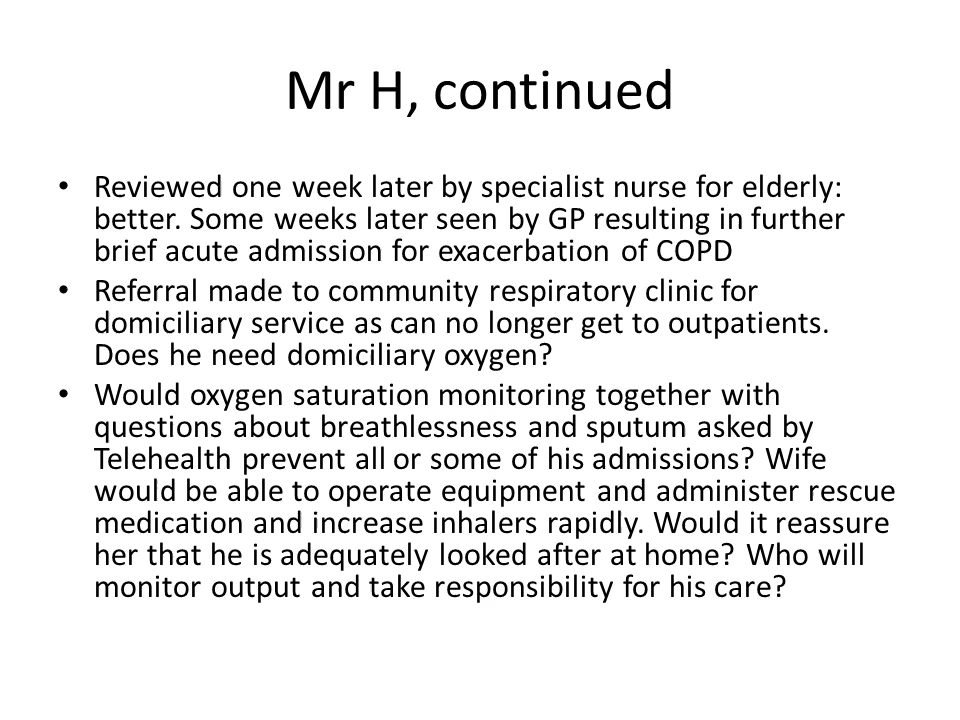 Mr H, continued
• Reviewed one week later by specialist nurse for elderly:
better. Some weeks later seen by GP resulting in further
brief acute admission for exacerbation of COPD
• Referral made to community respiratory clinic for
domiciliary service as can no longer get to outpatients.
Does he need domiciliary oxygen?
• Would oxygen saturation monitoring together with
questions about breathlessness and sputum asked by
Telehealth prevent all or some of his admissions? Wife
would be able to operate equipment and administer rescue
medication and increase inhalers rapidly. Would it reassure
her that he is adequately looked after at home? Who will
monitor output and take responsibility for his care?